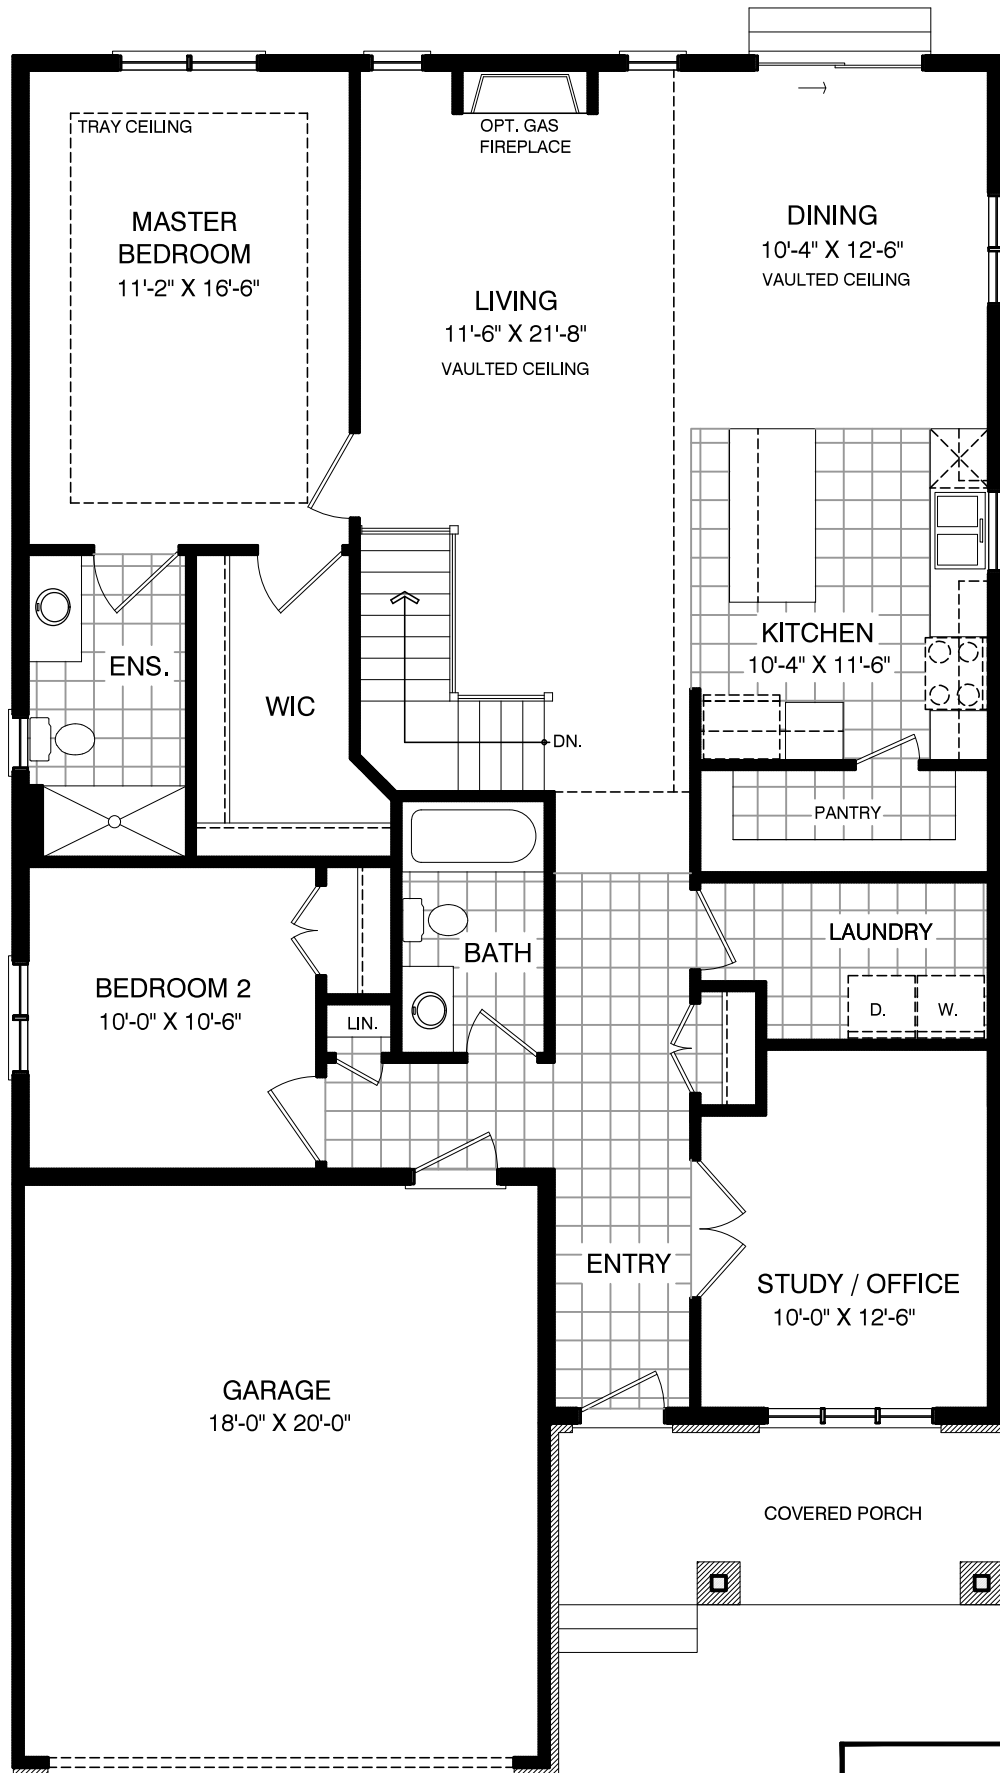 TRAY CEILING
MASTER
BEDROOM
11'-2" X 16'-6"
OPT. GAS
FIREPLACE
LIVING
11'-6" X 21'-8"
VAULTED CEILING
DINING
10'-4" X 12'-6"
VAULTED CEILING
KITCHEN
10'-4" X 11'-6"
ENS.
WIC
DN.
PANTRY
LAUNDRY
D.
W.
BATH
BEDROOM 2
10'-0" X 10'-6"
LIN.
ENTRY
STUDY / OFFICE
10'-0" X 12'-6"
GARAGE
18'-0" X 20'-0"
COVERED PORCH